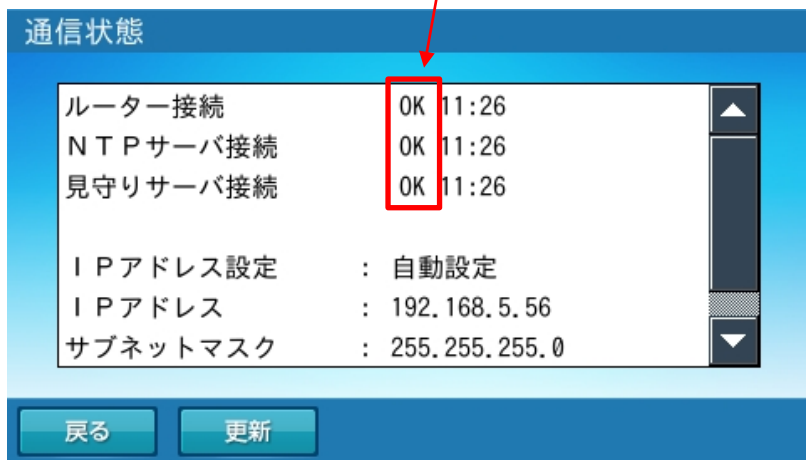 通信状態
ルーター接続 OK 11:26
NTPサーバ接続 OK 11:26
見守りサーバ接続 OK 11:26
IPアドレス設定 : 自動設定
IPアドレス : 192.168.5.56
サブネットマスク : 255.255.255.0
戻る 更新